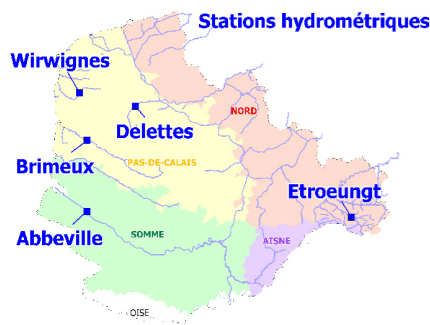 Stations hydrométriques
Wirwignes
NORD
Delettes
PAS-DE-CALAIS
Brimeux
Etroeungt
Abbeville
SOMME
AISNE
OISE